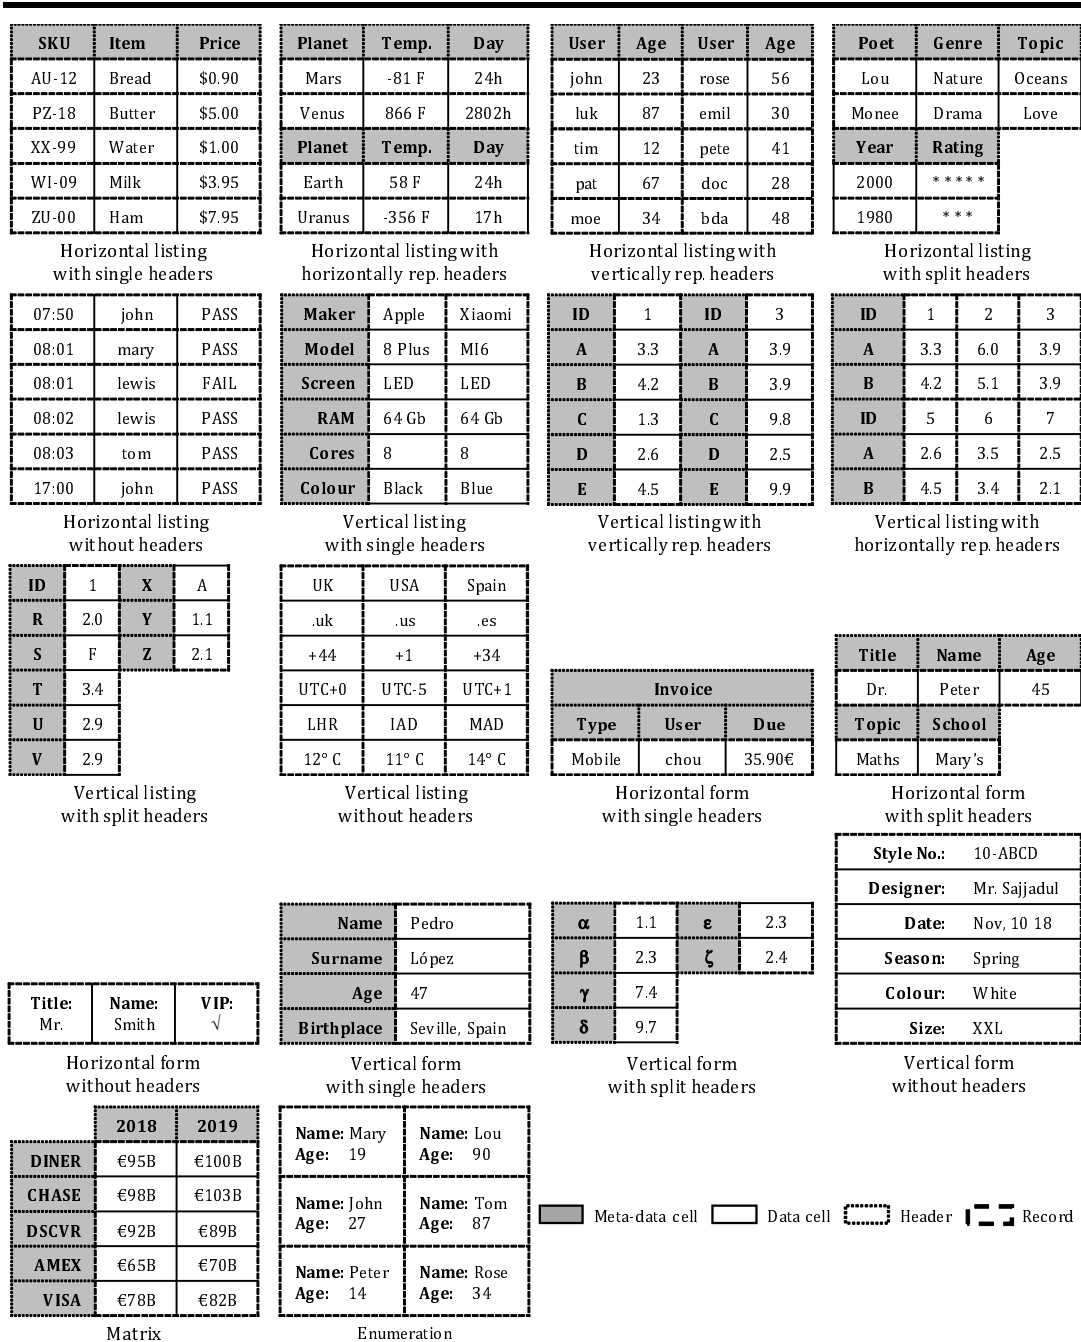 SKU Item Price
AU-12 Bread $0.90
PZ-18 Butter $5.00
XX-99 Water $1.00
WI-09 Milk $3.95
ZU-00 Ham $7.95
Horizontal listing
with single headers
Planet Temp. Day
Mars -81 F 24h
Venus 866 F 2802h
Planet Temp. Day
Earth 58 F 24h
Uranus -356 F 17h
Horizontal listing with
horizontally rep. headers
User Age User Age
john 23 rose 56
luk 87 emil 30
tim 12 pete 41
pat 67 doc 28
moe 34 bda 48
Horizontal listing with
vertically rep. headers
Poet Genre Topic
Lou Nature Oceans
Monee Drama Love
Year Rating
2000 * * * * *
1980 * * *
Horizontal listing
with split headers
07:50 john PASS
08:01 mary PASS
08:01 lewis FAIL
08:02 lewis PASS
08:03 tom PASS
17:00 john PASS
Horizontal listing
without headers
Maker Apple Xiaomi
Model 8 Plus MI6
Screen LED LED
RAM 64 Gb 64 Gb
Cores 8 8
Colour Black Blue
Vertical listing
with single headers
ID 1 ID 3
A 3.3 A 3.9
B 4.2 B 3.9
C 1.3 C 9.8
D 2.6 D 2.5
E 4.5 E 9.9
Vertical listing with
vertically rep. headers
ID 1 2 3
A 3.3 6.0 3.9
B 4.2 5.1 3.9
ID 5 6 7
A 2.6 3.5 2.5
B 4.5 3.4 2.1
Vertical listing with
horizontally rep. headers
ID 1 X A
R 2.0 Y 1.1
S F Z 2.1
T 3.4
U 2.9
V 2.9
Vertical listing
with split headers
UK USA Spain
.uk .us .es
+44 +1 +34
UTC+0 UTC-5 UTC+1
LHR IAD MAD
12° C 11° C 14° C
Vertical listing
without headers
Invoice
Type User Due
Mobile chou 35.90€
Horizontal form
with single headers
Title Name Age
Dr. Peter 45
Topic School
Maths Mary's
Horizontal form
with split headers
Title: Name: VIP:
Mr. Smith √
Horizontal form
without headers
Name Pedro
Surname López
Age 47
Birthplace Seville, Spain
Vertical form
with single headers
α 1.1 ε 2.3
β 2.3 ζ 2.4
γ 7.4
δ 9.7
Vertical form
with split headers
Style No.: 10-ABCD
Designer: Mr. Sajjadul
Date: Nov, 10 18
Season: Spring
Colour: White
Size: XXL
Vertical form
without headers
2018 2019
DINER €95B €100B
CHASE €98B €103B
DSCVR €92B €89B
AMEX €65B €70B
VISA €78B €82B
Matrix
Name: Mary Name: Lou
Age: 19 Age: 90
Name: John Name: Tom
Age: 27 Age: 87
Name: Peter Name: Rose
Age: 14 Age: 34
Enumeration
Meta-data cell Data cell Header Record